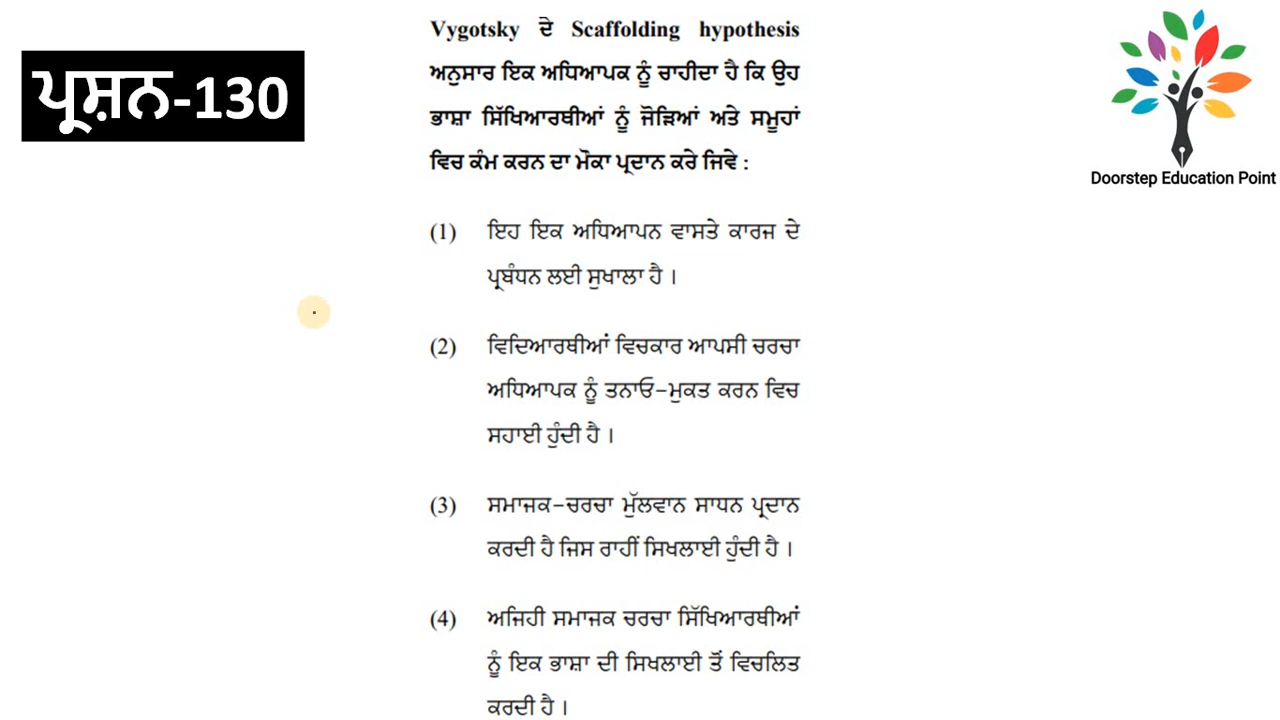 ਪ੍ਰਸ਼ਨ-130
Vygotsky ਦੇ Scaffolding hypothesis
ਅਨੁਸਾਰ ਇਕ ਅਧਿਆਪਕ ਨੂੰ ਚਾਹੀਦਾ ਹੈ ਕਿ ਉਹ
ਭਾਸ਼ਾ ਸਿੱਖਿਆਰਥੀਆਂ ਨੂੰ ਜੋੜਿਆਂ ਅਤੇ ਸਮੂਹਾਂ
ਵਿਚ ਕੰਮ ਕਰਨ ਦਾ ਮੌਕਾ ਪ੍ਰਦਾਨ ਕਰੇ ਜਿਵੇ :
(1) ਇਹ ਇਕ ਅਧਿਆਪਨ ਵਾਸਤੇ ਕਾਰਜ ਦੇ
ਪ੍ਰਬੰਧਨ ਲਈ ਸੁਖਾਲਾ ਹੈ ।
(2) ਵਿਦਿਆਰਥੀਆਂ ਵਿਚਕਾਰ ਆਪਸੀ ਚਰਚਾ
ਅਧਿਆਪਕ ਨੂੰ ਤਨਾਓ-ਮੁਕਤ ਕਰਨ ਵਿਚ
ਸਹਾਈ ਹੁੰਦੀ ਹੈ ।
(3) ਸਮਾਜਕ-ਚਰਚਾ ਮੁੱਲਵਾਨ ਸਾਧਨ ਪ੍ਰਦਾਨ
ਕਰਦੀ ਹੈ ਜਿਸ ਰਾਹੀਂ ਸਿਖਲਾਈ ਹੁੰਦੀ ਹੈ ।
(4) ਅਜਿਹੀ ਸਮਾਜਕ ਚਰਚਾ ਸਿੱਖਿਆਰਥੀਆਂ
ਨੂੰ ਇਕ ਭਾਸ਼ਾ ਦੀ ਸਿਖਲਾਈ ਤੋਂ ਵਿਚਲਿਤ
ਕਰਦੀ ਹੈ ।
Doorstep Education Point